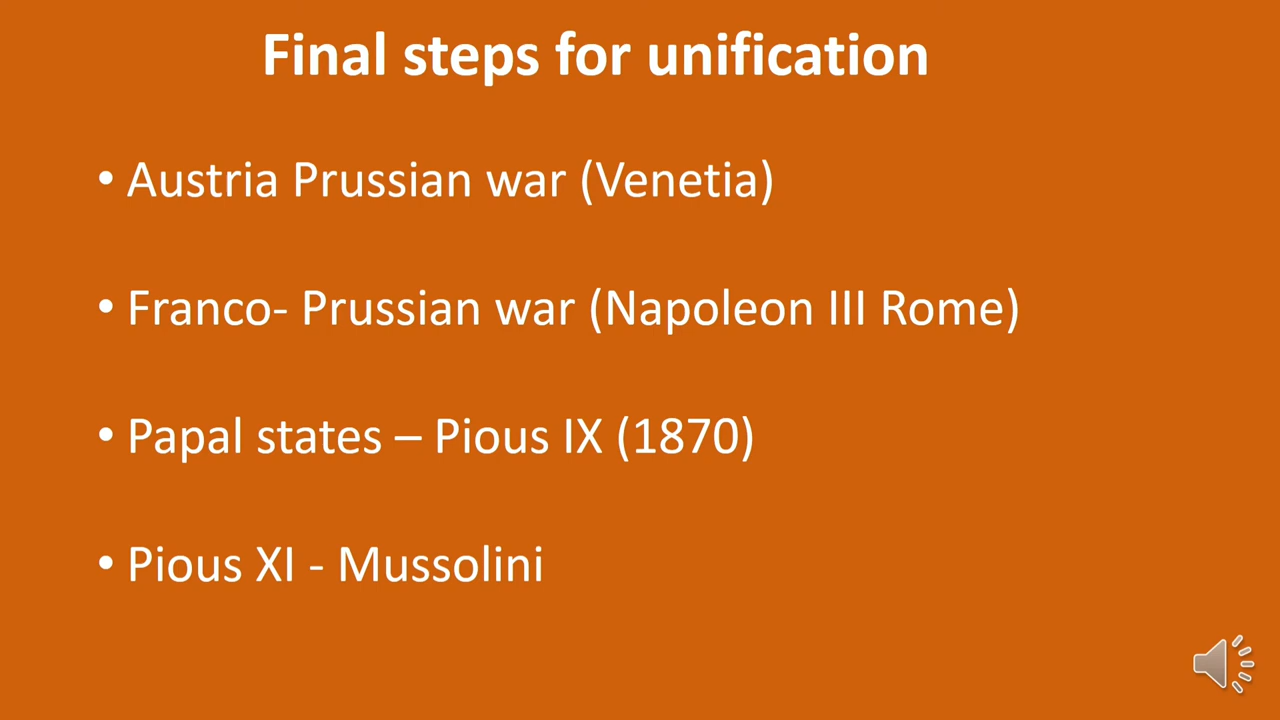 Final steps for unification
• Austria Prussian war (Venetia)
• Franco- Prussian war (Napoleon III Rome)
• Papal states – Pious IX (1870)
• Pious XI - Mussolini